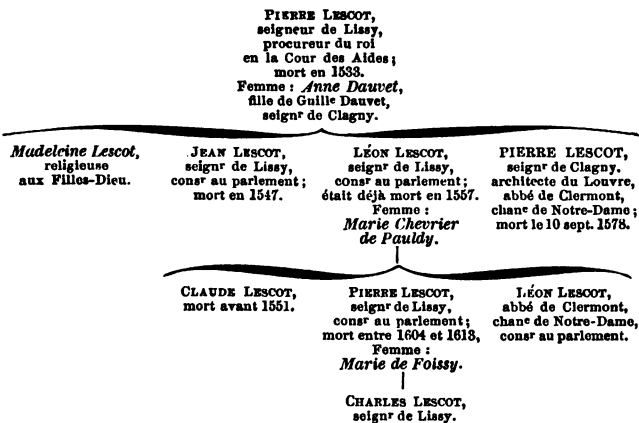 PIERRE LESCOT,
seigneur de Lissy,
procureur du roi
en la Cour des Aides;
mort en 1533.
Femme : Anne Dauvet,
fille de Guille Dauvet,
seignr de Clagny.
Madeleine Lescot,
religieuse
aux Filles-Dieu.
JEAN LESCOT,
seignr de Lissy,
consr au parlement;
mort en 1547.
LÉON LESCOT,
seignr de Lissy,
consr au parlement;
était déjà mort en 1557.
Femme :
Marie Chevrier
de Pauldy.
PIERRE LESCOT,
seignr de Clagny.
architecte du Louvre,
abbé de Clermont,
chane de Notre-Dame;
mort le 10 sept. 1578.
CLAUDE LESCOT,
mort avant 1551.
PIERRE LESCOT,
seignr de Lissy,
consr au parlement;
mort entre 1604 et 1613,
Femme :
Marie de Foissy.
LÉON LESCOT,
abbé de Clermont,
chane de Notre-Dame,
consr au parlement.
CHARLES LESCOT,
seignr de Lissy.